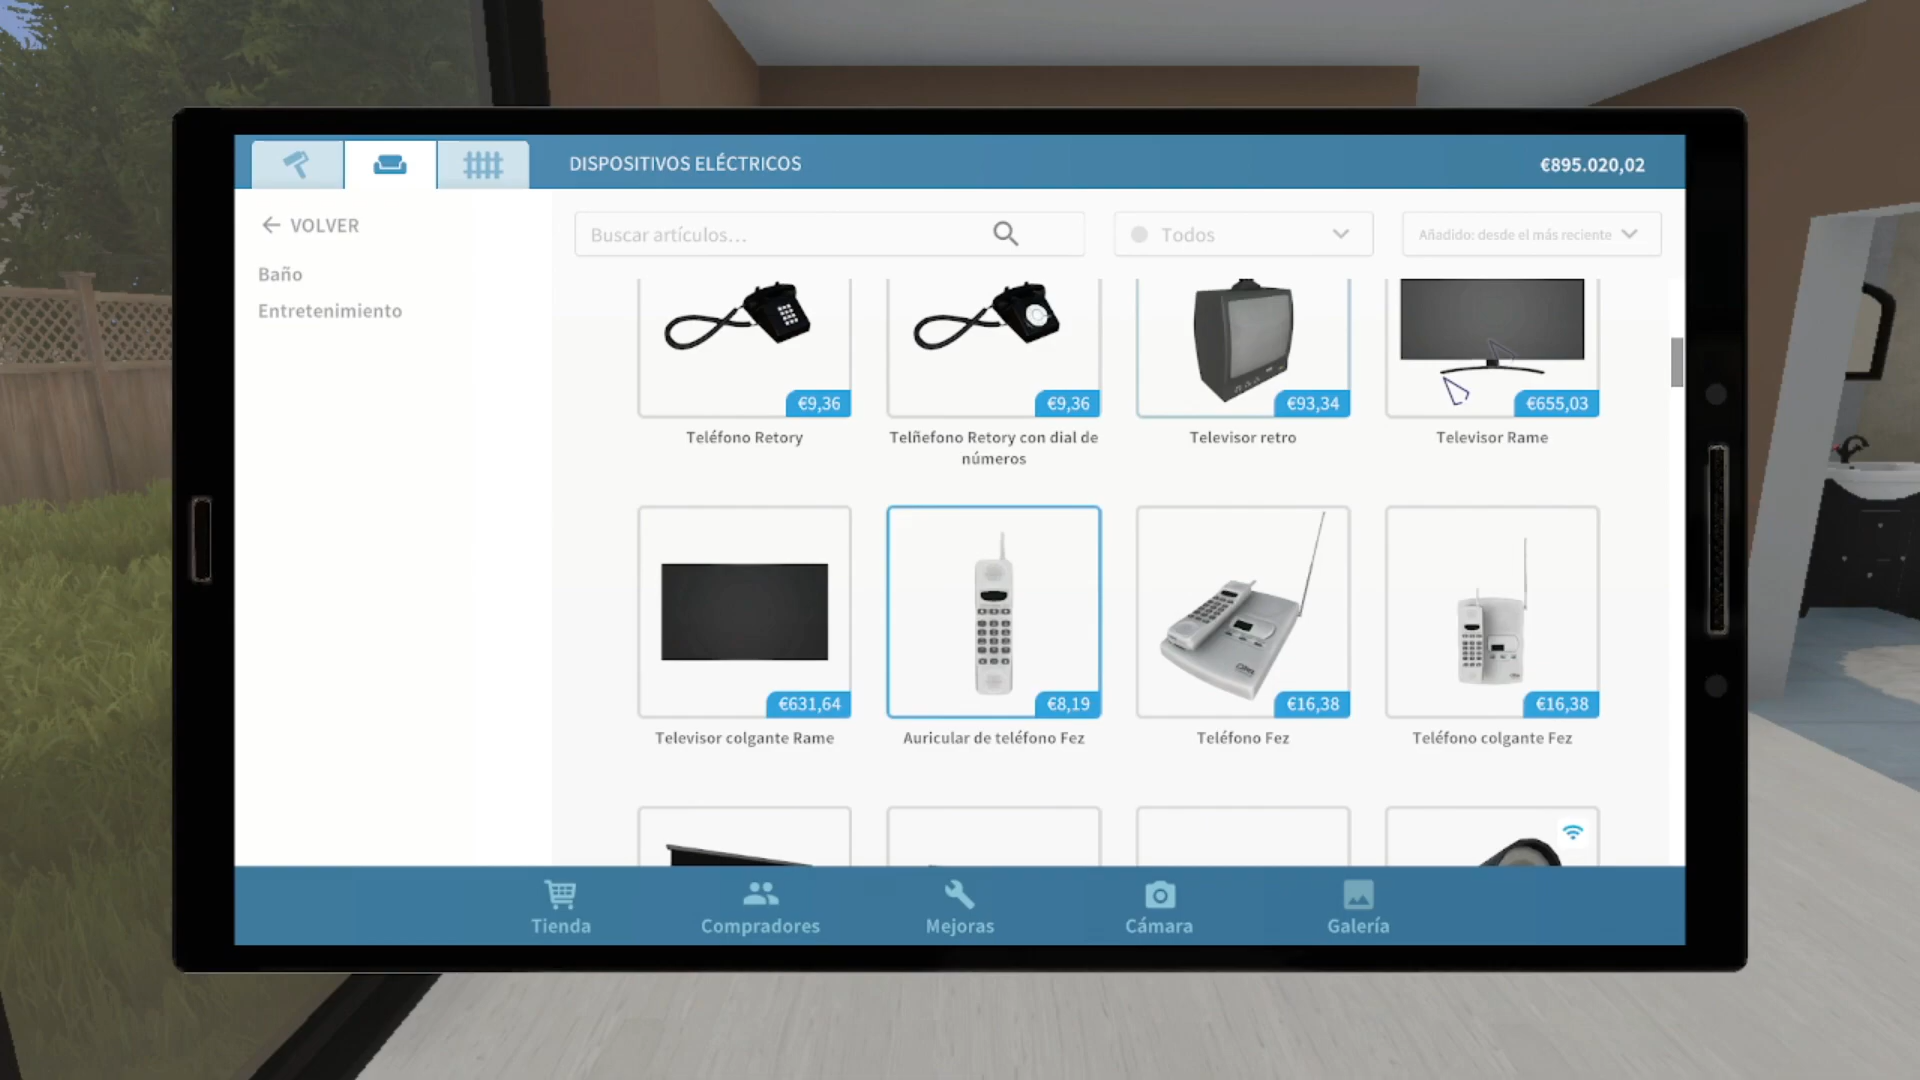 DISPOSITIVOS ELÉCTRICOS
€895.020,02
VOLVER
Baño
Entretenimiento
Buscar artículos...
Todos
Añadido: desde el más reciente
€9,36
€9,36
€93,34
€655,03
Teléfono Retory
Telñefono Retory con dial de
números
Televisor retro
Televisor Rame
€631,64
€8,19
€16,38
€16,38
Televisor colgante Rame
Auricular de teléfono Fez
Teléfono Fez
Teléfono colgante Fez
Tienda
Compradores
Mejoras
Cámara
Galería